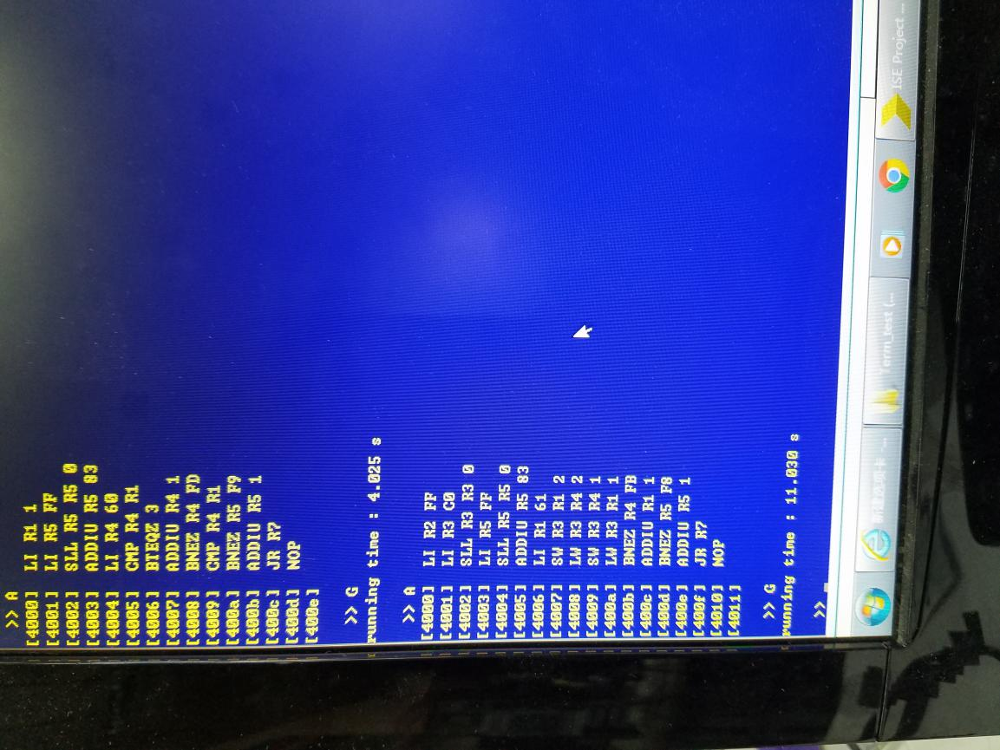 >> A
[4000] LI R1 1
[4001] LI R5 FF
[4002] SLL R5 R5 0
[4003] ADDIU R5 83
[4004] LI R4 60
[4005] CMP R4 R1
[4006] BTEQZ 3
[4007] ADDIU R4 1
[4008] BNEZ R4 FD
[4009] CMP R4 R1
[400a] BNEZ R5 F9
[400b] ADDIU R5 1
[400c] JR R7
[400d] NOP
[400e]
>> G
running time : 4.025 s
>> A
[4000] LI R2 FF
[4001] LI R3 C0
[4002] SLL R3 R3 0
[4003] LI R5 FF
[4004] SLL R5 R5 0
[4005] ADDIU R5 83
[4006] LI R1 61
[4007] SW R3 R1 2
[4008] LW R3 R4 2
[4009] SW R3 R4 1
[400a] LW R3 R1 1
[400b] BNEZ R4 FB
[400c] ADDIU R1 1
[400d] BNEZ R5 F8
[400e] ADDIU R5 1
[400f] JR R7
[4010] NOP
[4011]
>> G
running time : 11.030 s
>>
新建选项卡 -...
Term_test (...
ISE Project ...